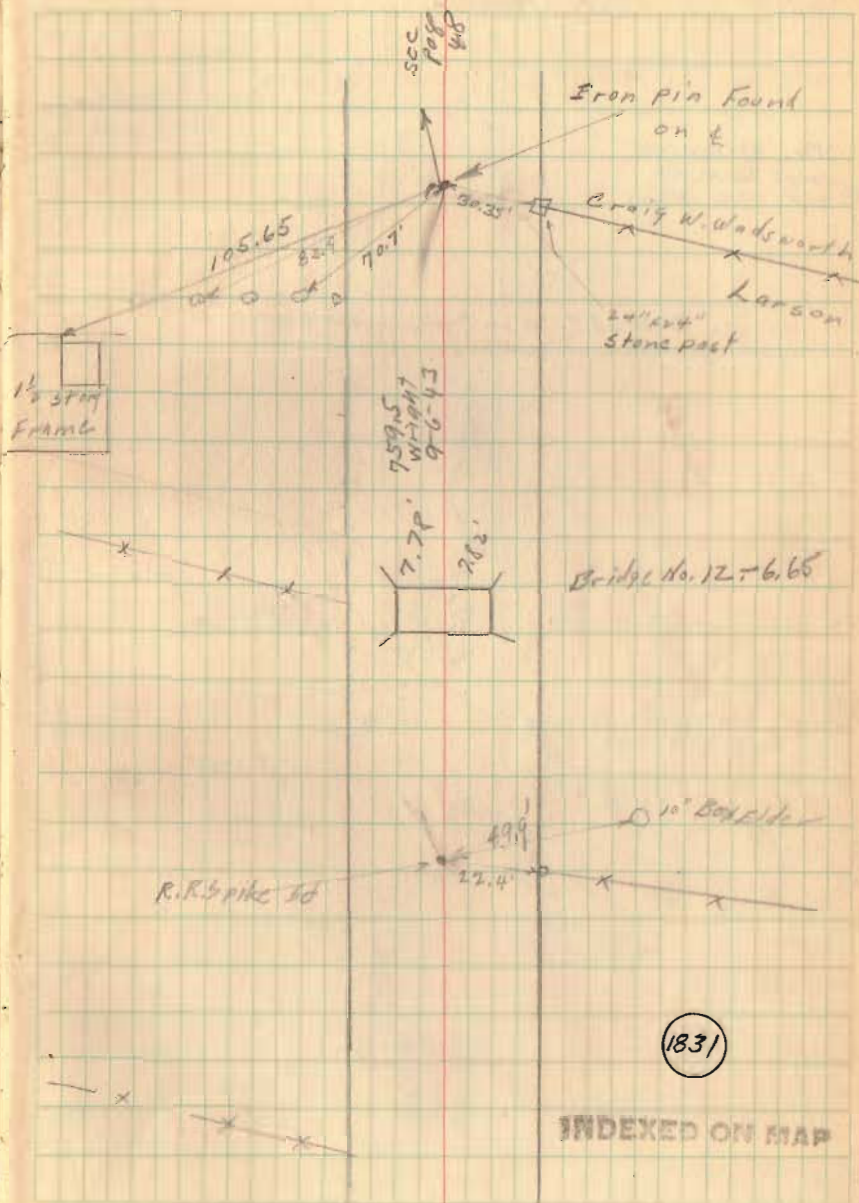 see
page
48
Iron pin Found
on ℄
105.65
82.9
70.7'
30.35'
Craig W. Wadsworth
Larson
24"x24"
stone post
1½ story
Frame
759.5
Wright
9-6-43
7.78'
7.82'
Bridge No. 12-6.65
10" Box Elder
49.9'
22.4'
R.R. Spike Fd
1831
INDEXED ON MAP